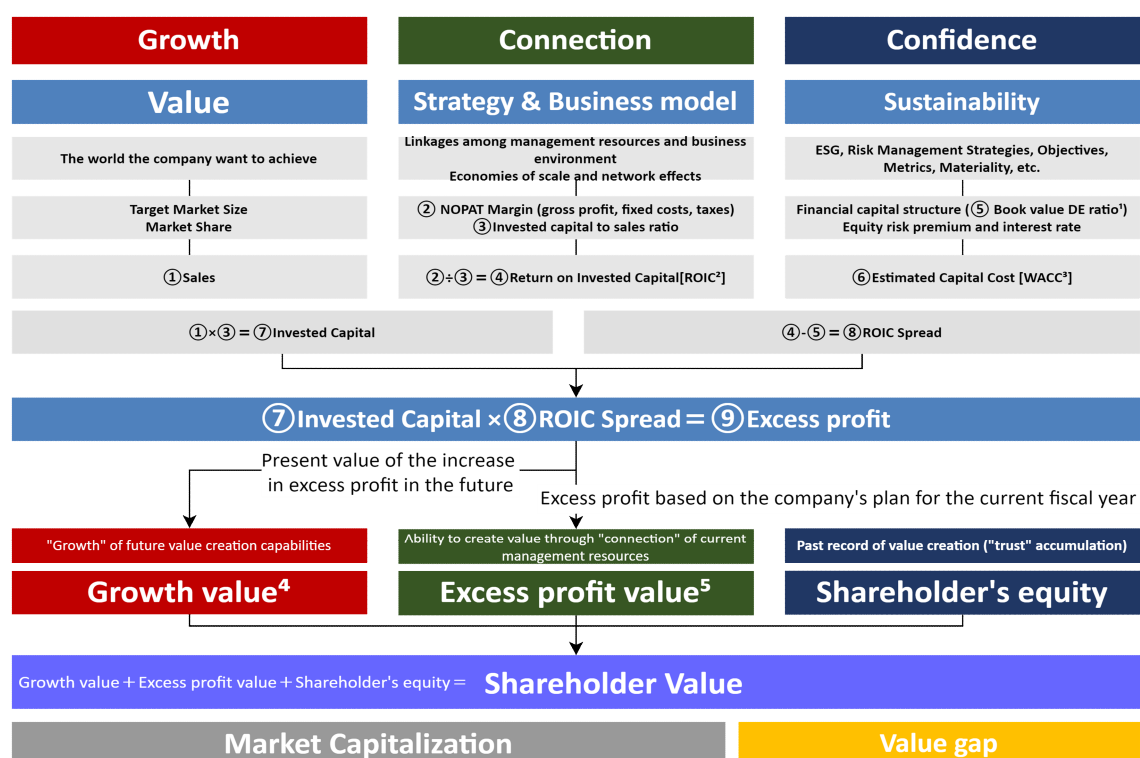 Growth
Connection
Confidence
Value
Strategy & Business model
Sustainability
The world the company want to achieve
Linkages among management resources and business
environment
Economies of scale and network effects
ESG, Risk Management Strategies, Objectives,
Metrics, Materiality, etc.
Target Market Size
Market Share
② NOPAT Margin (gross profit, fixed costs, taxes)
③Invested capital to sales ratio
Financial capital structure (⑤ Book value DE ratio¹)
Equity risk premium and interest rate
①Sales
②÷③＝④Return on Invested Capital[ROIC²]
⑥Estimated Capital Cost [WACC³]
①×③＝⑦Invested Capital
④-⑤＝⑧ROIC Spread
⑦Invested Capital ×⑧ROIC Spread＝⑨Excess profit
Present value of the increase
in excess profit in the future
Excess profit based on the company's plan for the current fiscal year
"Growth" of future value creation capabilities
Ability to create value through "connection" of current
management resources
Past record of value creation ("trust" accumulation)
Growth value⁴
Excess profit value⁵
Shareholder's equity
Growth value＋Excess profit value＋Shareholder's equity＝ Shareholder Value
Market Capitalization
Value gap